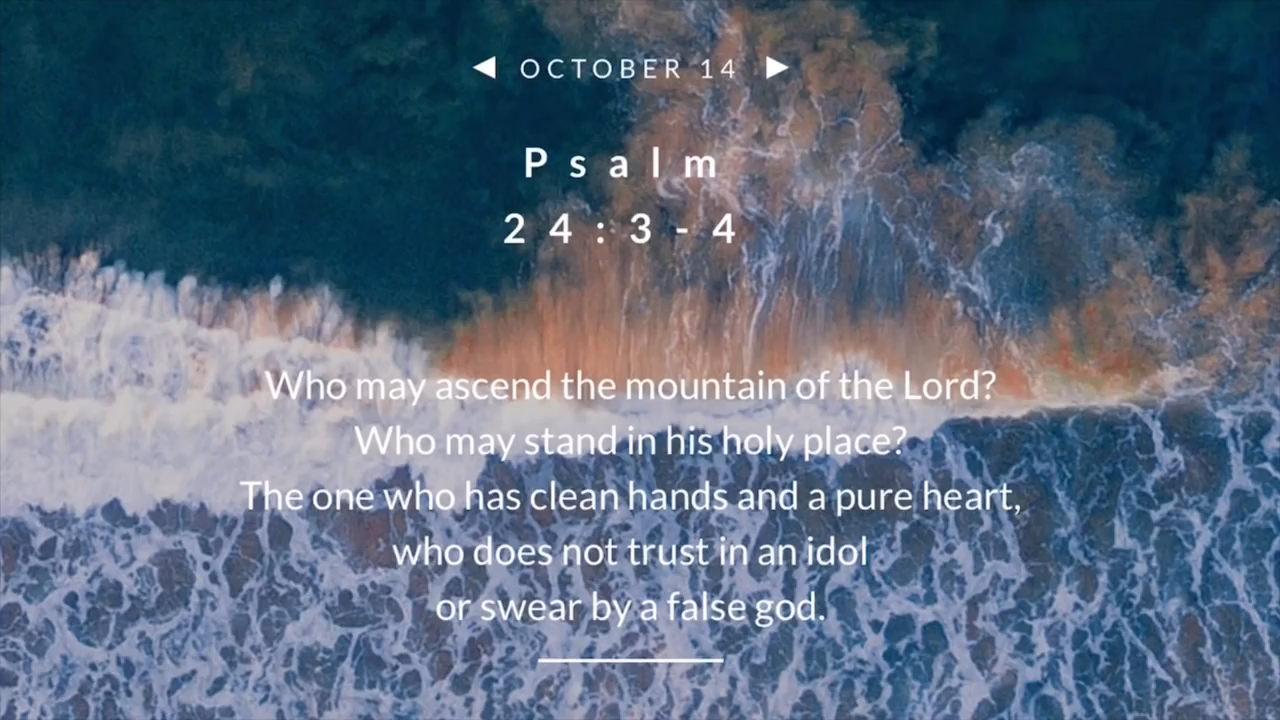 ◀ OCTOBER 14 ▶
Psalm
24:3-4
Who may ascend the mountain of the Lord?
Who may stand in his holy place?
The one who has clean hands and a pure heart,
who does not trust in an idol
or swear by a false god.